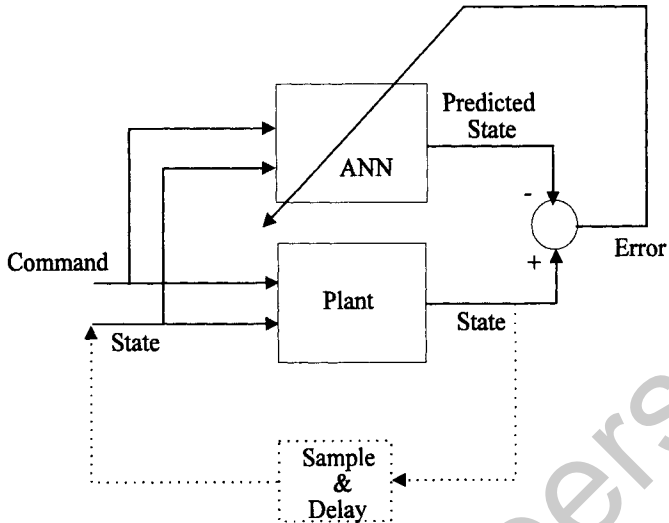 Predicted
State
ANN
-
+
Error
Command
Plant
State
State
Sample
&
Delay